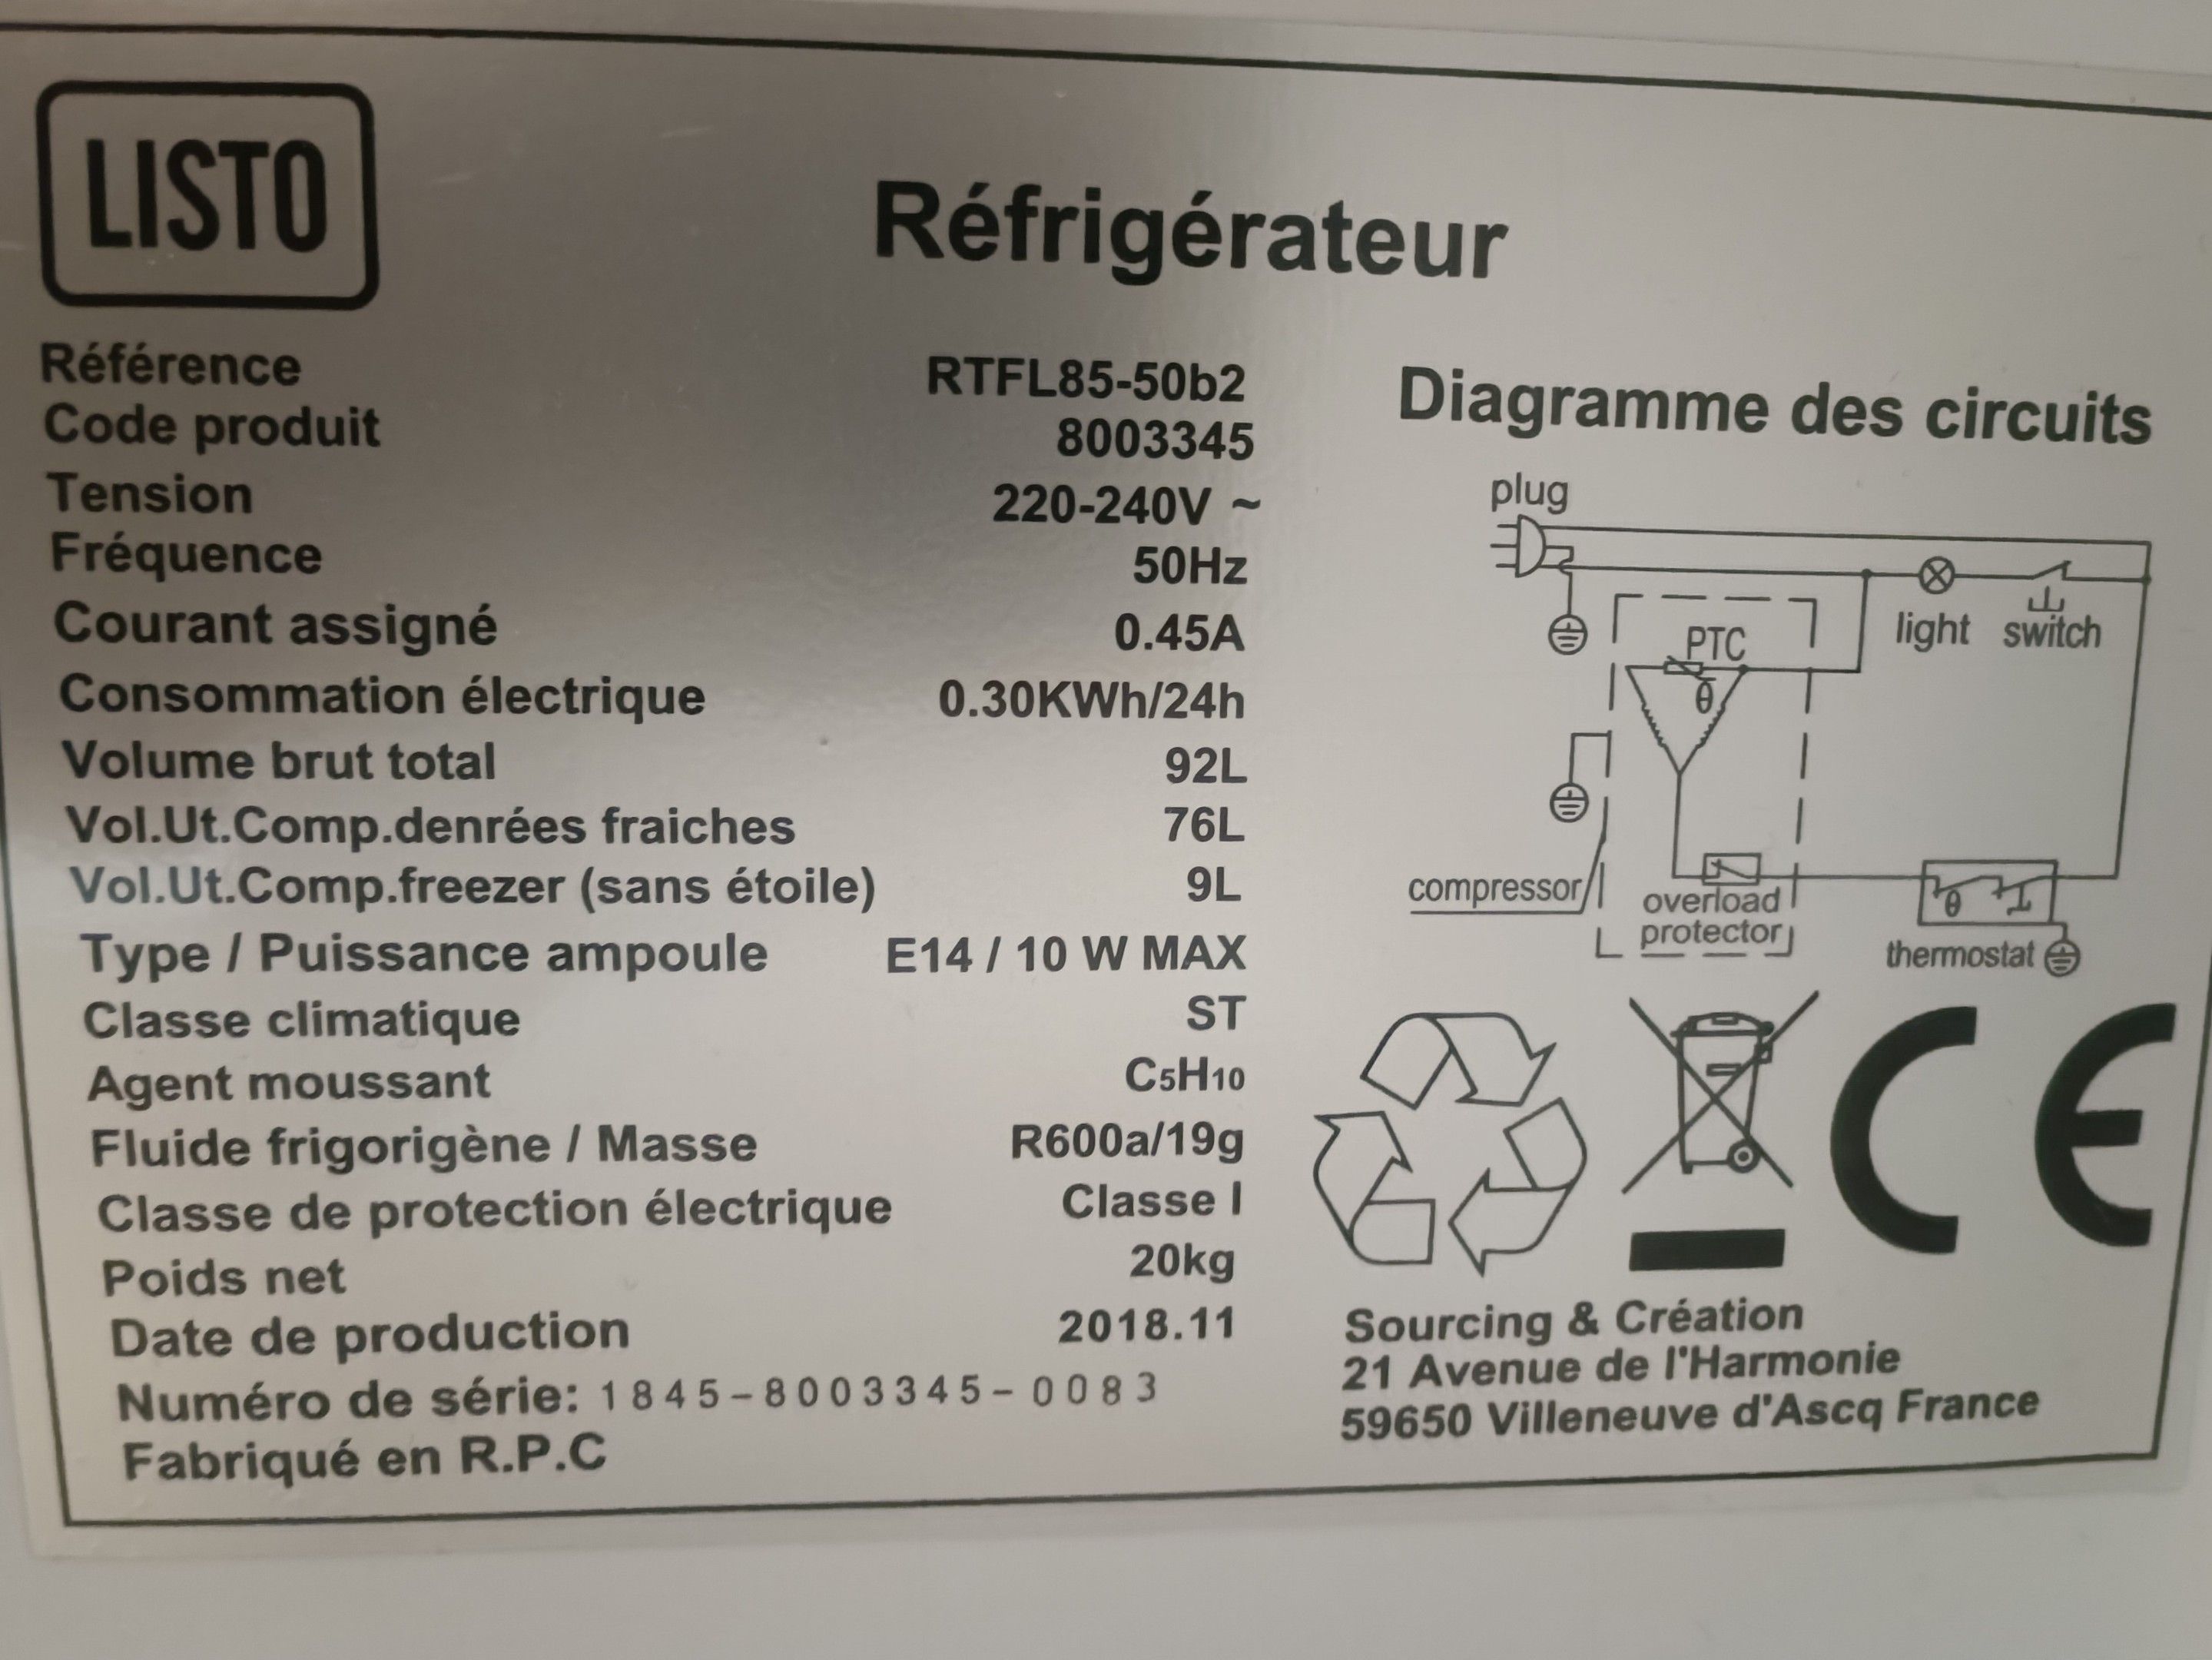 LISTO
Réfrigérateur
Référence RTFL85-50b2
Code produit 8003345
Tension 220-240V ~
Fréquence 50Hz
Courant assigné 0.45A
Consommation électrique 0.30KWh/24h
Volume brut total 92L
Vol.Ut.Comp.denrées fraiches 76L
Vol.Ut.Comp.freezer (sans étoile) 9L
Type / Puissance ampoule E14 / 10 W MAX
Classe climatique ST
Agent moussant C5H10
Fluide frigorigène / Masse R600a/19g
Classe de protection électrique Classe I
Poids net 20kg
Date de production 2018.11
Numéro de série: 1845-8003345-0083
Fabriqué en R.P.C
Diagramme des circuits
plug
light switch
PTC
θ
compressor
overload
protector
θ
thermostat
CE
Sourcing & Création
21 Avenue de l'Harmonie
59650 Villeneuve d'Ascq France